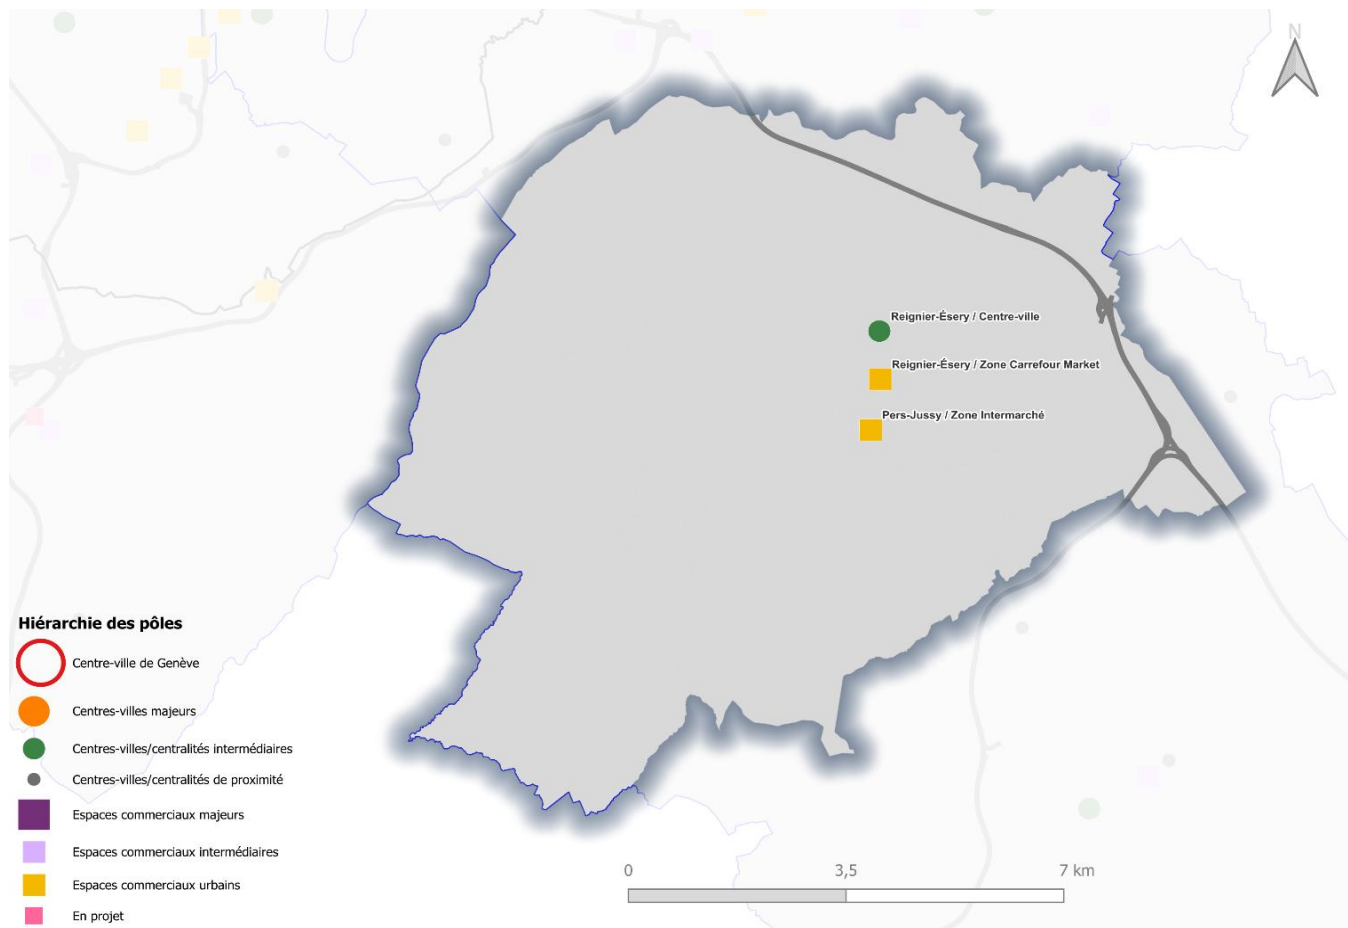 N
Reignier-Ésery / Centre-ville
Reignier-Ésery / Zone Carrefour Market
Pers-Jussy / Zone Intermarché
Hiérarchie des pôles
Centre-ville de Genève
Centres-villes majeurs
Centres-villes/centralités intermédiaires
Centres-villes/centralités de proximité
Espaces commerciaux majeurs
Espaces commerciaux intermédiaires
Espaces commerciaux urbains
En projet
0 3,5 7 km